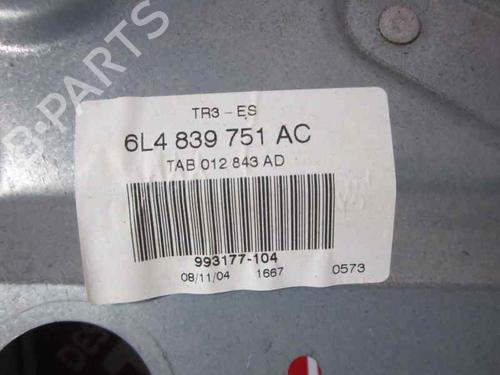 B-PARTS
TR3-ES
6L4 839 751 AC
TAB 012 843 AD
993177-104
08/11/04 1667 0573